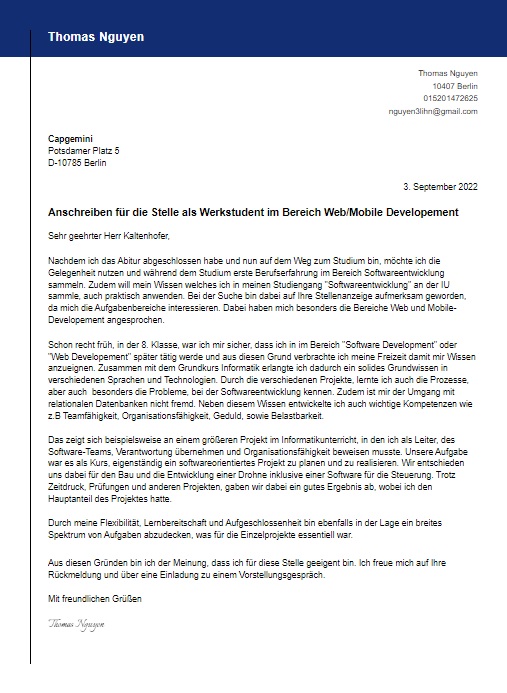 Thomas Nguyen
Thomas Nguyen
10407 Berlin
015201472625
nguyen3lihn@gmail.com
Capgemini
Potsdamer Platz 5
D-10785 Berlin
3. September 2022
Anschreiben für die Stelle als Werkstudent im Bereich Web/Mobile Developement
Sehr geehrter Herr Kaltenhofer,
Nachdem ich das Abitur abgeschlossen habe und nun auf dem Weg zum Studium bin, möchte ich die
Gelegenheit nutzen und während dem Studium erste Berufserfahrung im Bereich Softwareentwicklung
sammeln. Zudem will mein Wissen welches ich in meinen Studiengang "Softwareentwicklung" an der IU
sammle, auch praktisch anwenden. Bei der Suche bin dabei auf Ihre Stellenanzeige aufmerksam geworden,
da mich die Aufgabenbereiche interessieren. Dabei haben mich besonders die Bereiche Web und Mobile-
Developement angesprochen.
Schon recht früh, in der 8. Klasse, war ich mir sicher, dass ich in im Bereich "Software Development" oder
"Web Developement" später tätig werde und aus diesen Grund verbrachte ich meine Freizeit damit mir Wissen
anzueignen. Zusammen mit dem Grundkurs Informatik erlangte ich dadurch ein solides Grundwissen in
verschiedenen Sprachen und Technologien. Durch die verschiedenen Projekte, lernte ich auch die Prozesse,
aber auch  besonders die Probleme, bei der Softwareentwicklung kennen. Zudem ist mir der Umgang mit
relationalen Datenbanken nicht fremd. Neben diesem Wissen entwickelte ich auch wichtige Kompetenzen wie
z.B Teamfähigkeit, Organisationsfähigkeit, Geduld, sowie Belastbarkeit.
Das zeigt sich beispielsweise an einem größeren Projekt im Informatikunterricht, in den ich als Leiter, des
Software-Teams, Verantwortung übernehmen und Organisationsfähigkeit beweisen musste. Unsere Aufgabe
war es als Kurs, eigenständig ein softwareorientiertes Projekt zu planen und zu realisieren. Wir entschieden
uns dabei für den Bau und die Entwicklung einer Drohne inklusive einer Software für die Steuerung. Trotz
Zeitdruck, Prüfungen und anderen Projekten, gaben wir dabei ein gutes Ergebnis ab, wobei ich den
Hauptanteil des Projektes hatte.
Durch meine Flexibilität, Lernbereitschaft und Aufgeschlossenheit bin ebenfalls in der Lage ein breites
Spektrum von Aufgaben abzudecken, was für die Einzelprojekte essentiell war.
Aus diesen Gründen bin ich der Meinung, dass ich für diese Stelle geeigent bin. Ich freue mich auf Ihre
Rückmeldung und über eine Einladung zu einem Vorstellungsgespräch.
Mit freundlichen Grüßen
Thomas Nguyen